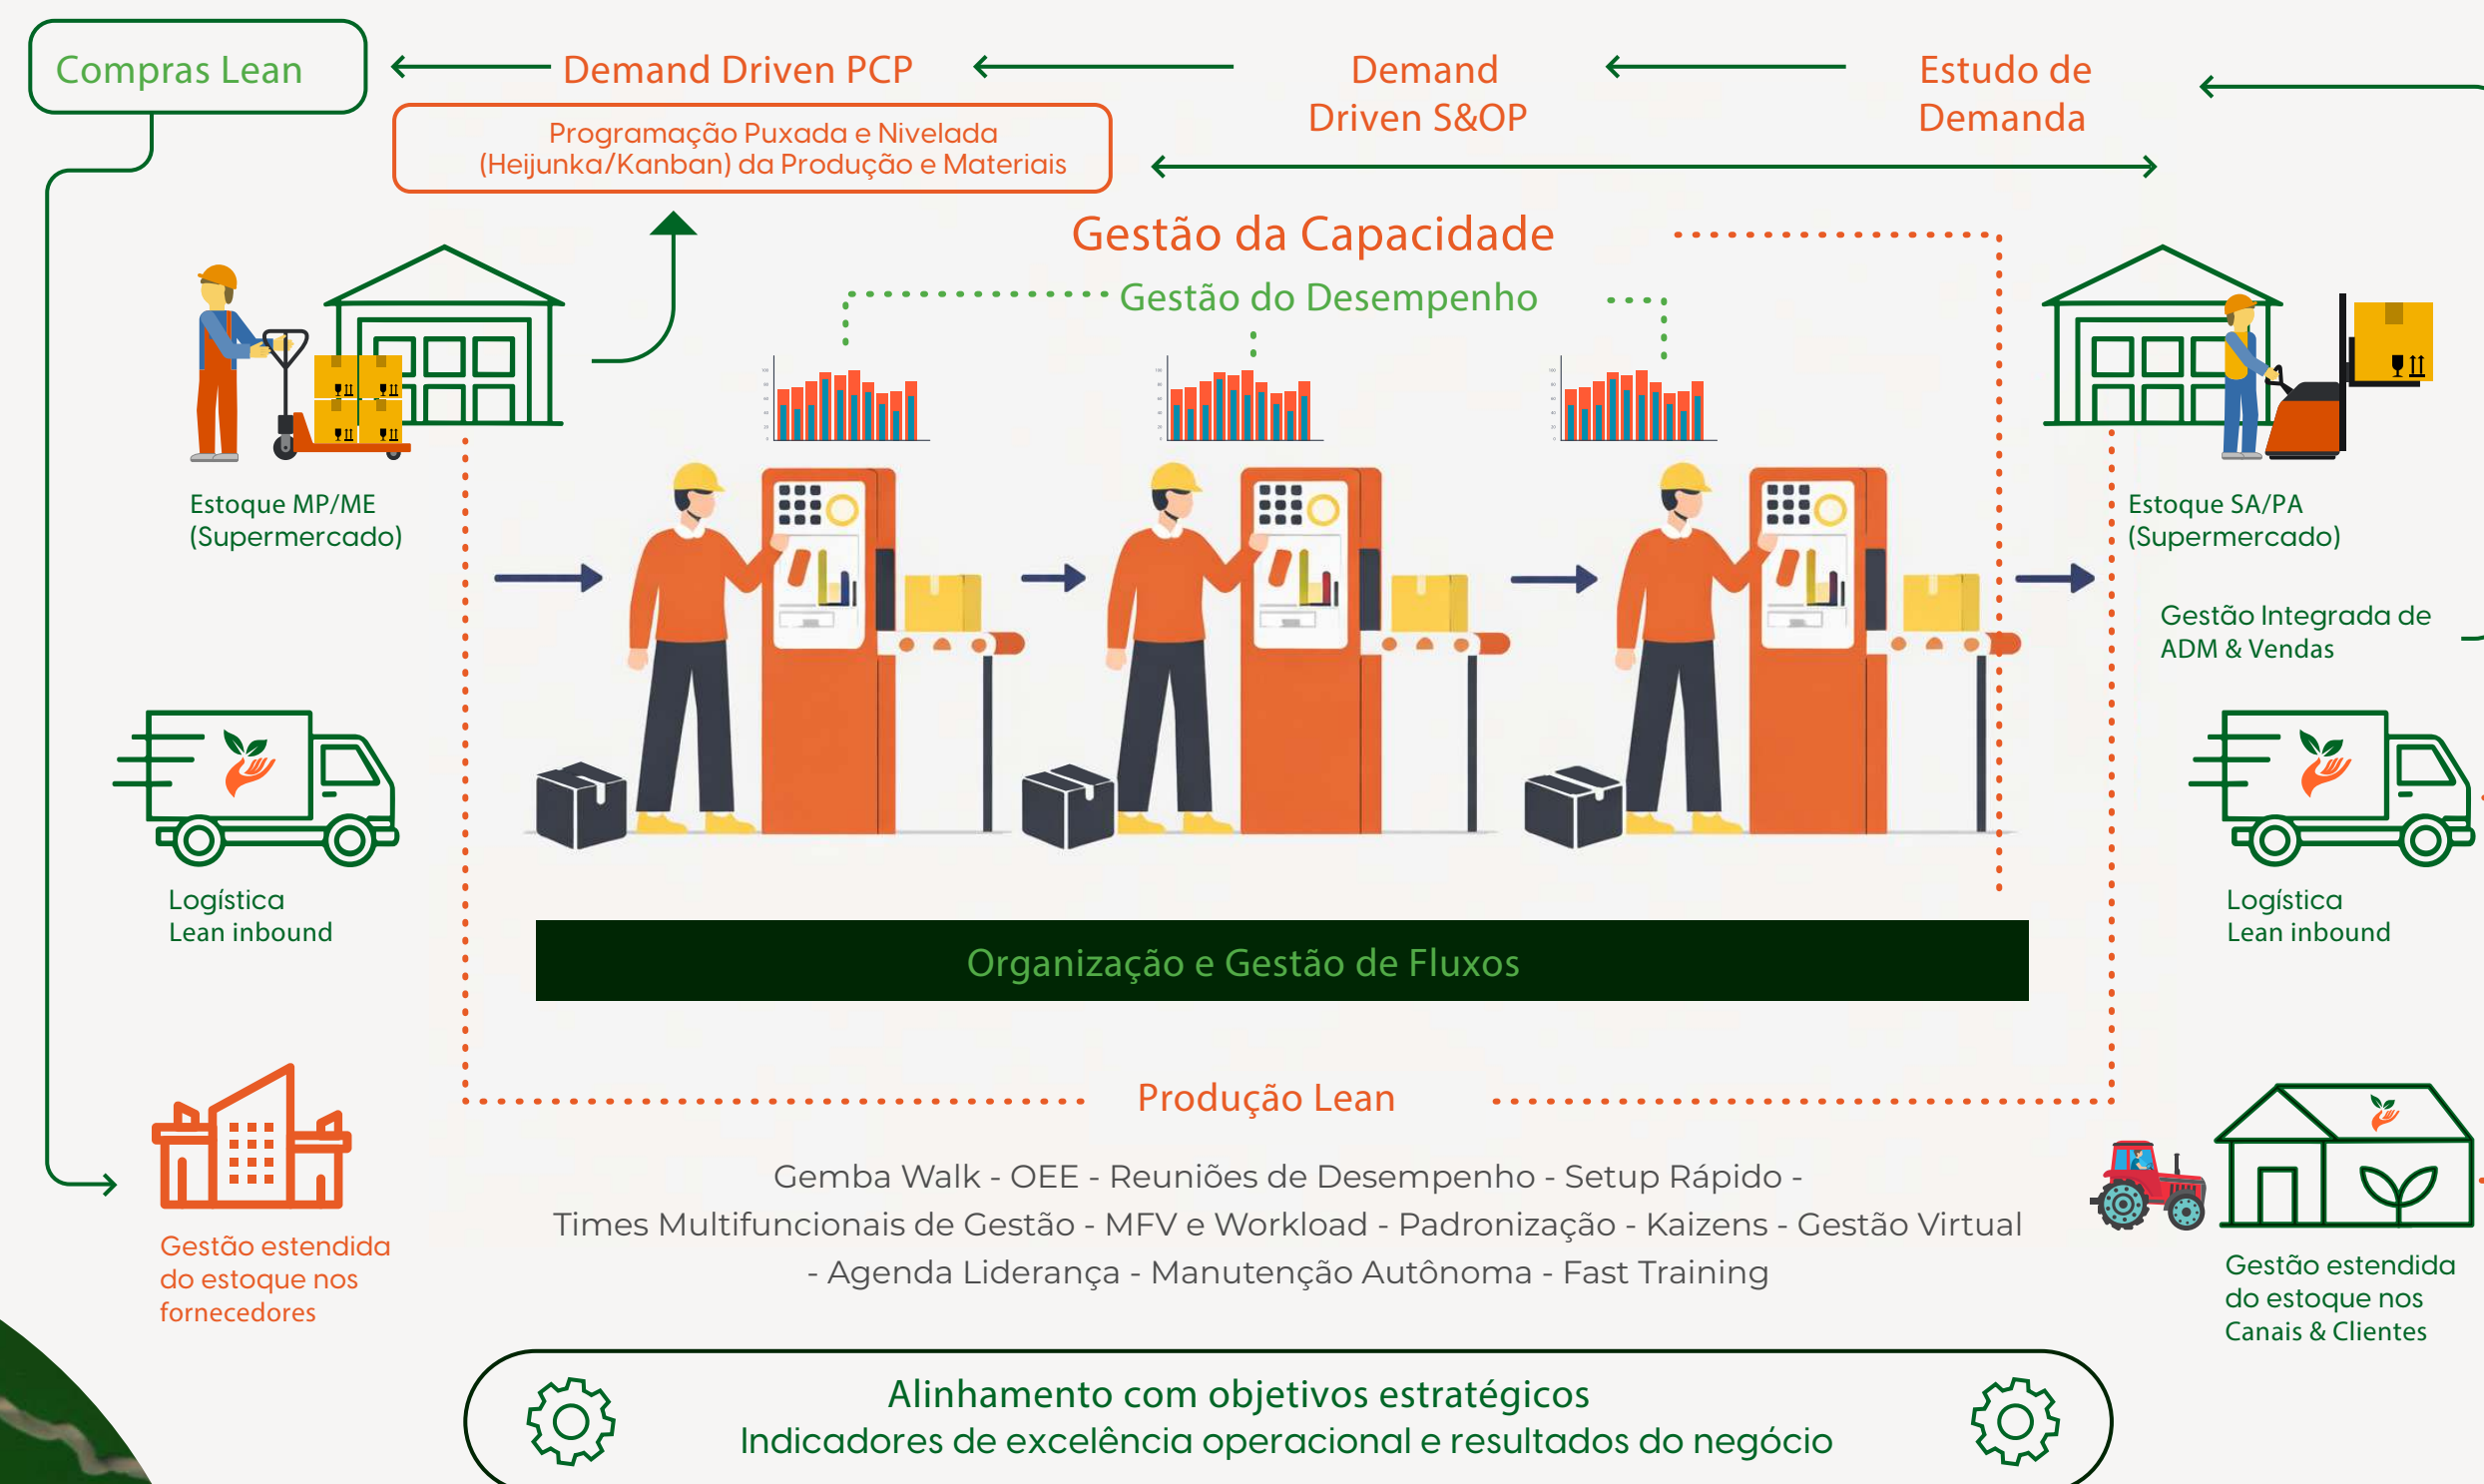 Compras Lean
Demand Driven PCP
Demand
Driven S&OP
Estudo de
Demanda
Programação Puxada e Nivelada
(Heijunka/Kanban) da Produção e Materiais
Gestão da Capacidade
Gestão do Desempenho
Estoque MP/ME
(Supermercado)
Estoque SA/PA
(Supermercado)
Gestão Integrada de
ADM & Vendas
Logística
Lean inbound
Logística
Lean inbound
Organização e Gestão de Fluxos
Produção Lean
Gemba Walk - OEE - Reuniões de Desempenho - Setup Rápido -
Times Multifuncionais de Gestão - MFV e Workload - Padronização - Kaizens - Gestão Virtual
- Agenda Liderança - Manutenção Autônoma - Fast Training
Gestão estendida
do estoque nos
fornecedores
Gestão estendida
do estoque nos
Canais & Clientes
Alinhamento com objetivos estratégicos
Indicadores de excelência operacional e resultados do negócio